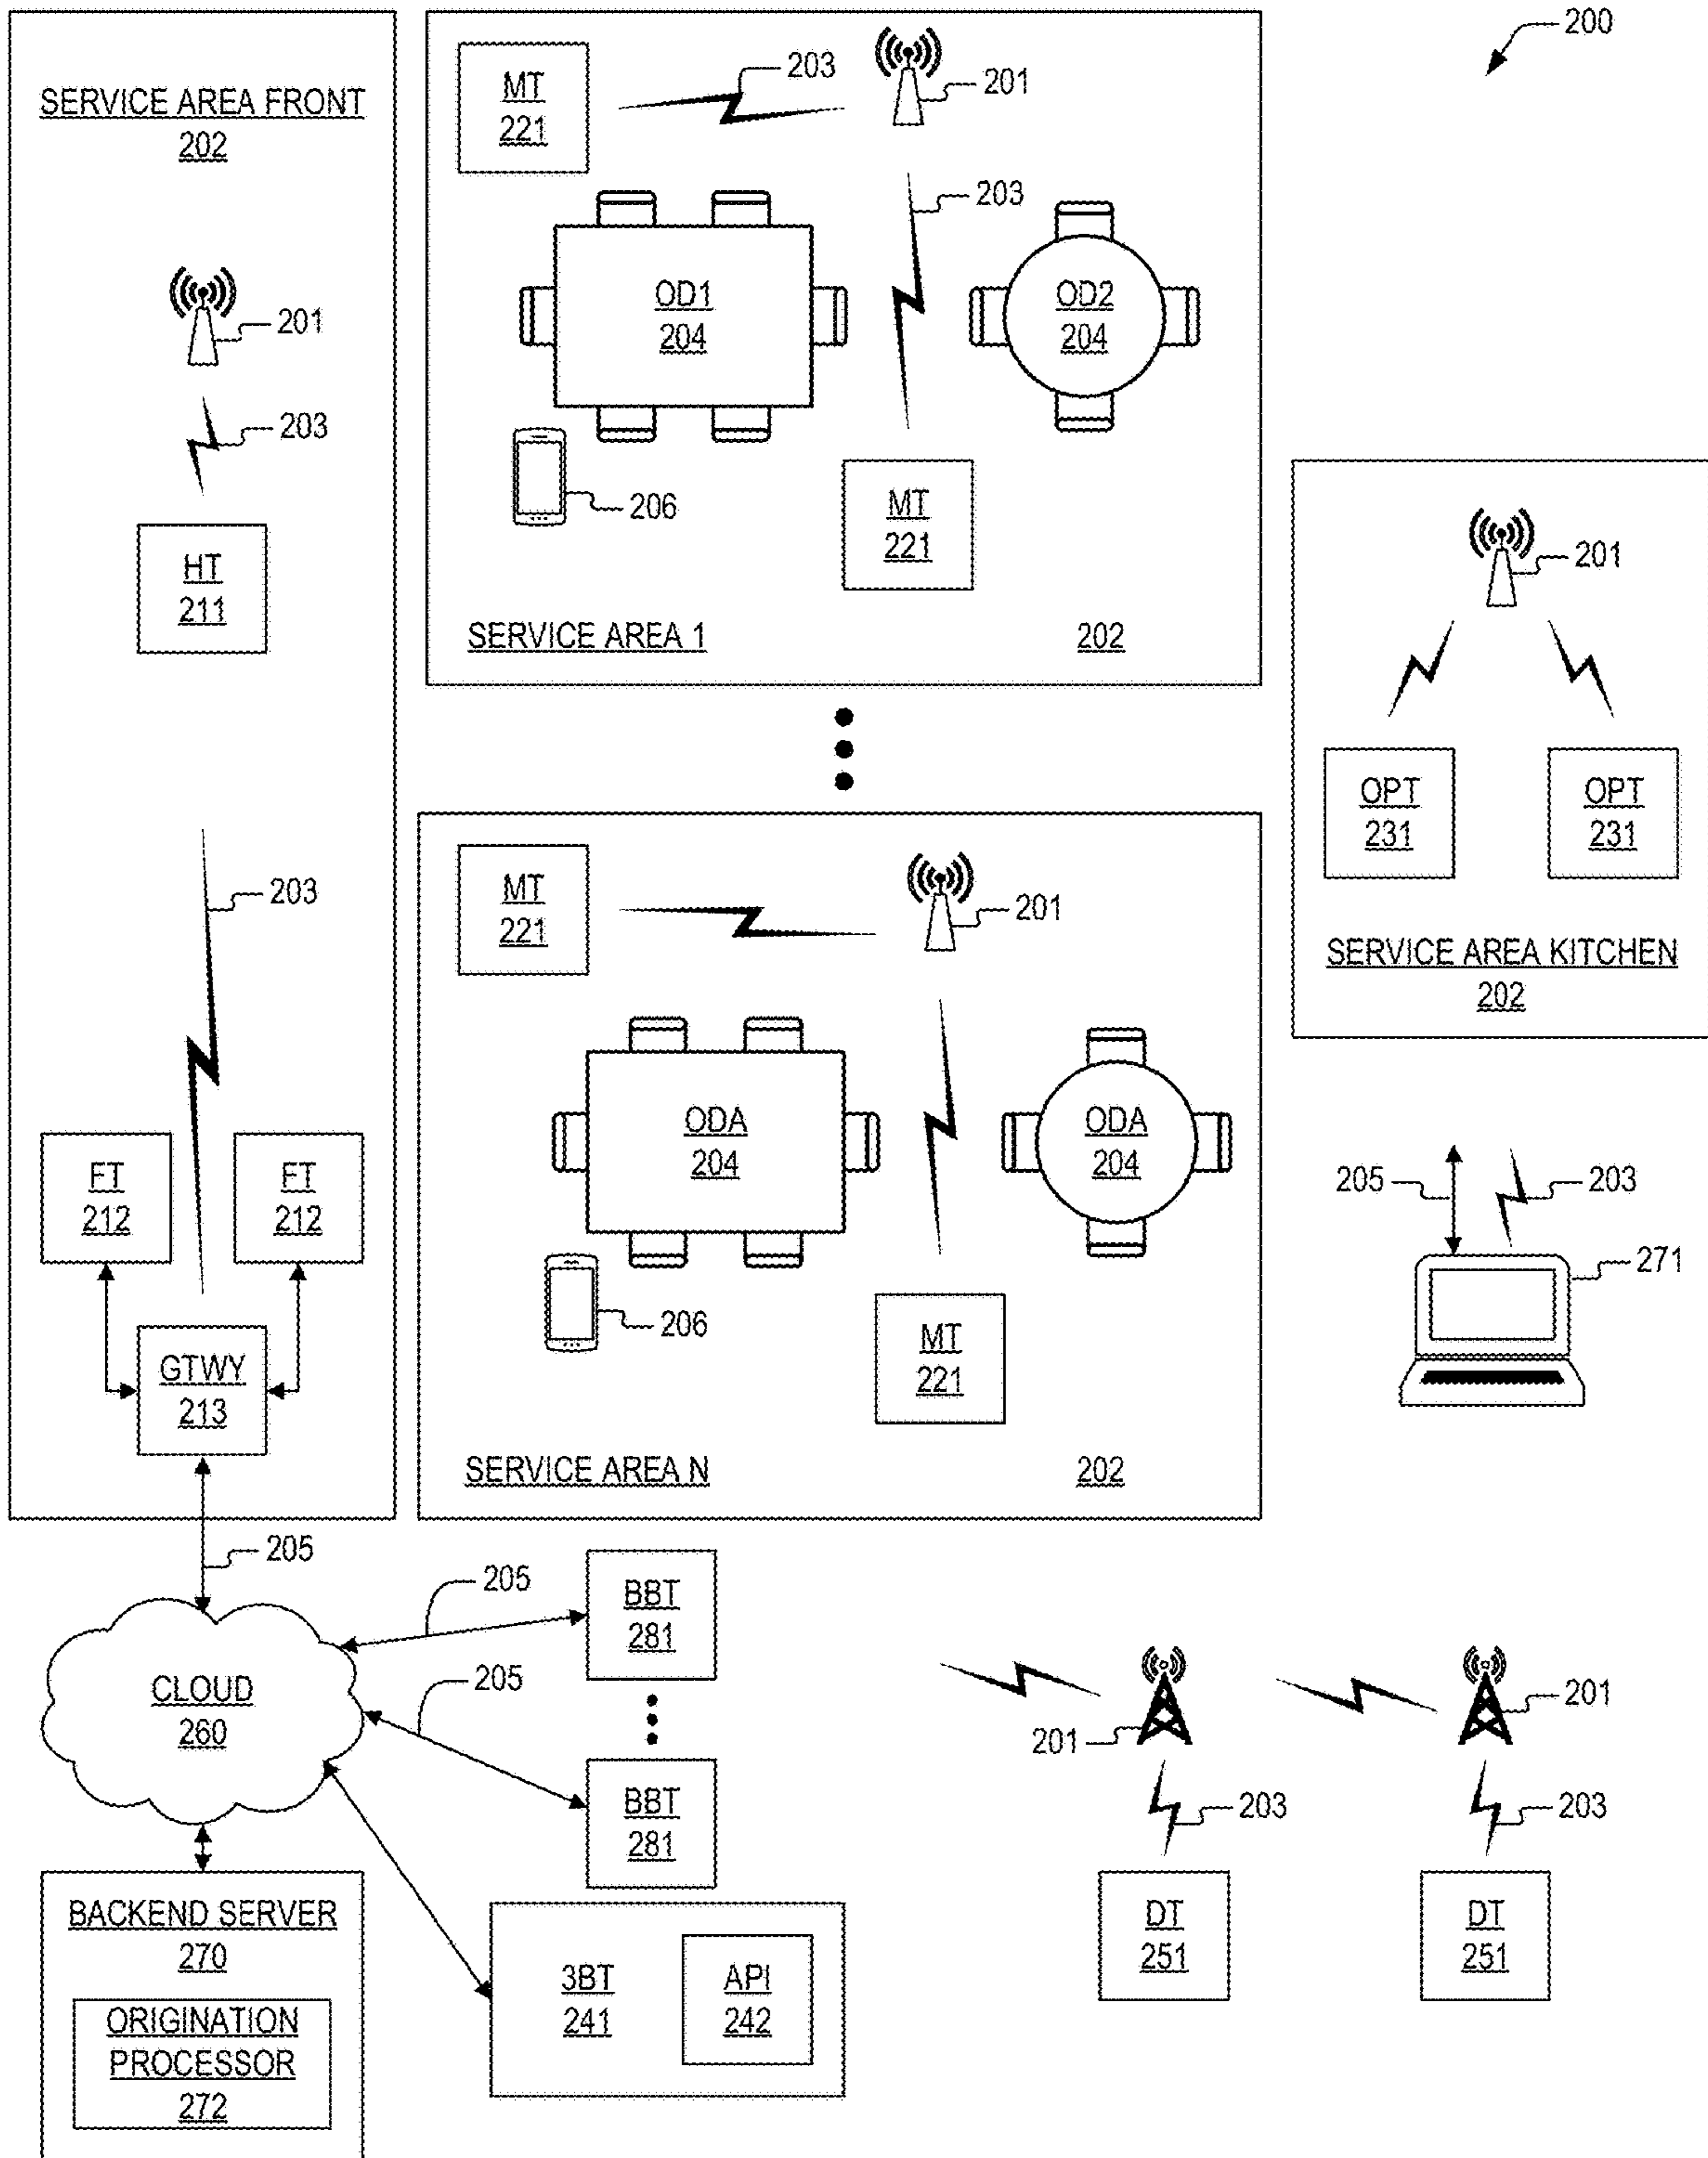 200
SERVICE AREA FRONT
202
201
203
HT
211
203
FT
212
FT
212
GTWY
213
205
MT
221
203
201
203
OD1
204
OD2
204
206
MT
221
SERVICE AREA 1
202
MT
221
201
ODA
204
ODA
204
206
MT
221
SERVICE AREA N
202
201
OPT
231
OPT
231
SERVICE AREA KITCHEN
202
205
203
271
CLOUD
260
205
BBT
281
205
BBT
281
BACKEND SERVER
270
ORIGINATION
PROCESSOR
272
3BT
241
API
242
201
203
DT
251
201
203
DT
251